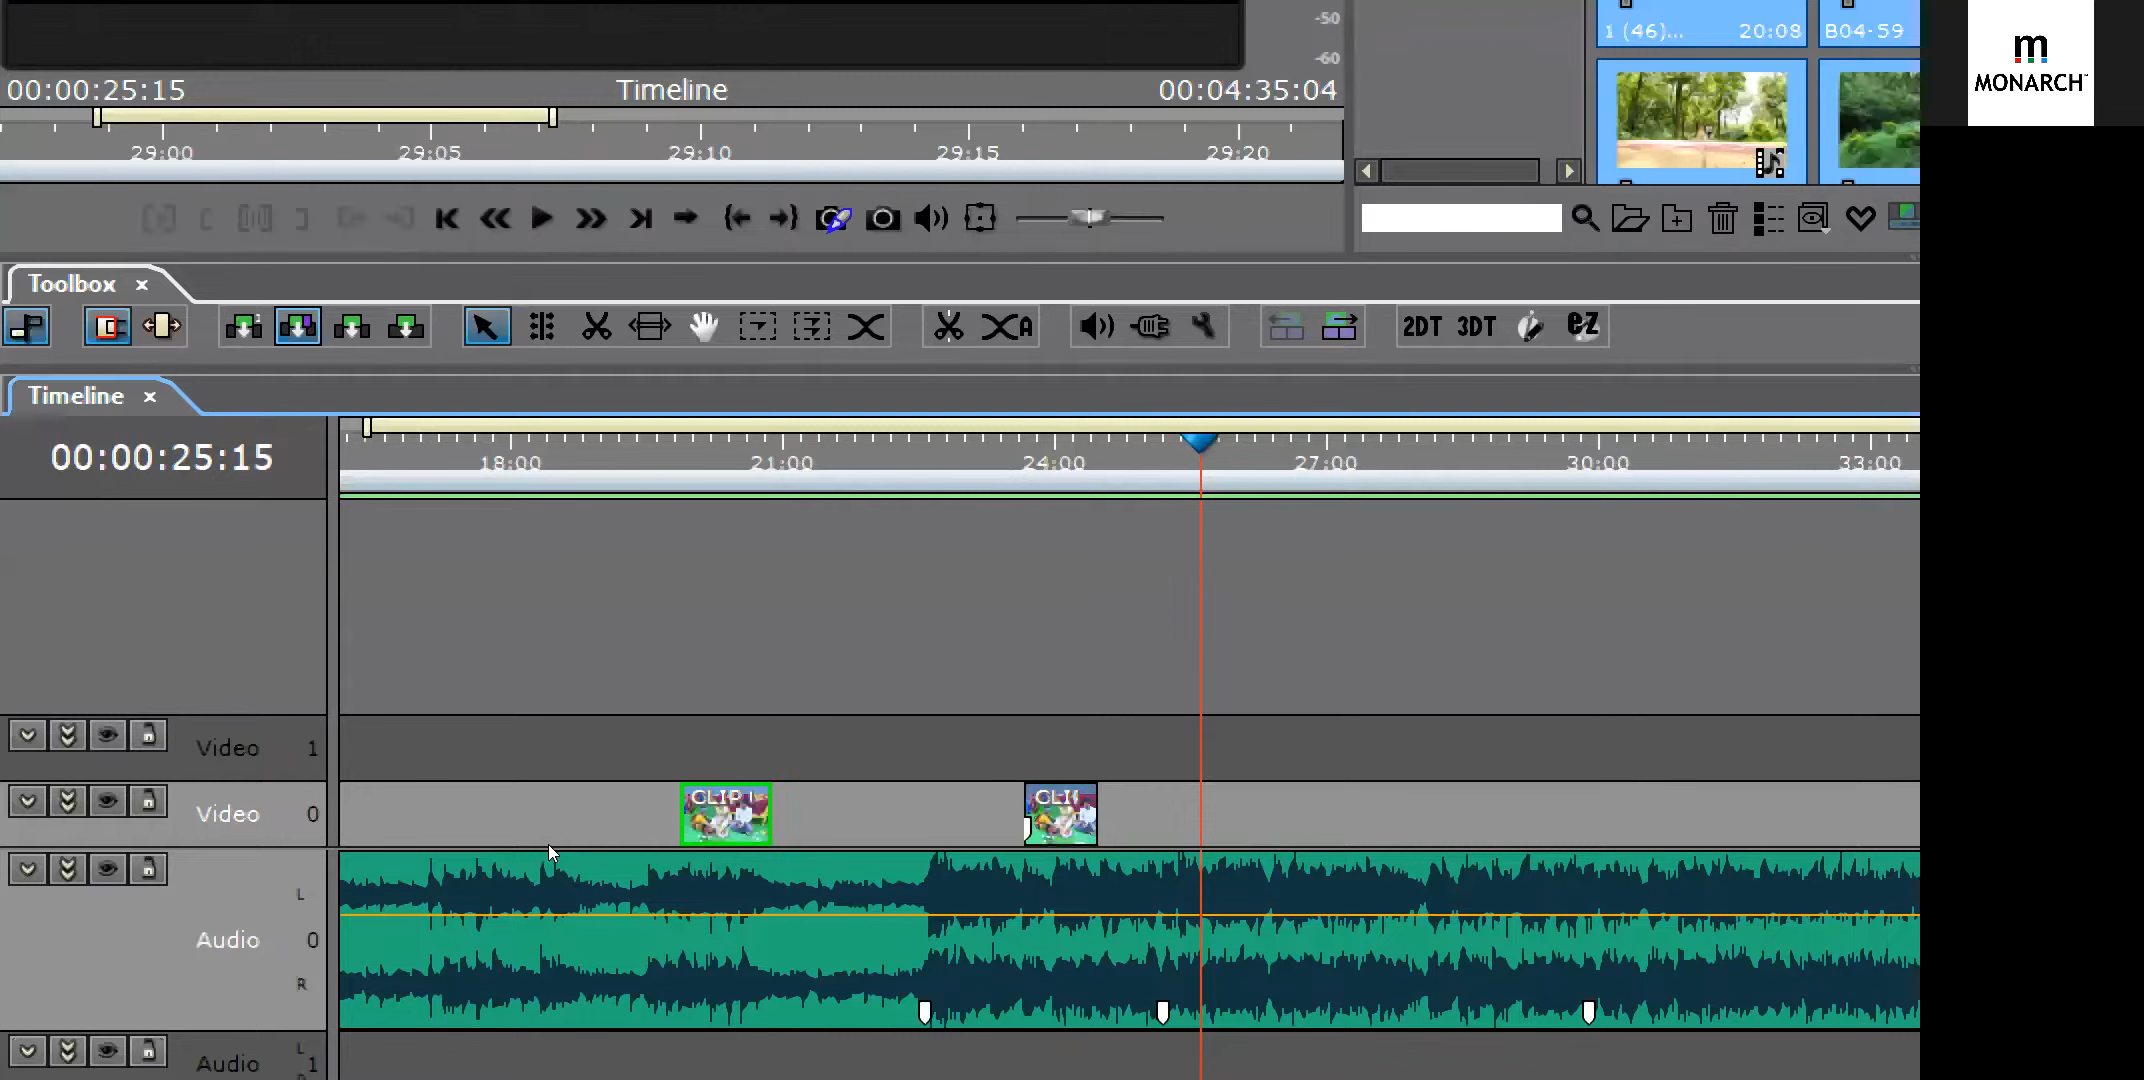 -50
-60
1 (46)... 20:08 B04-59
m
MONARCH
00:00:25:15 Timeline 00:04:35:04
29:00 29:05 29:10 29:15 29:20
Toolbox
2DT 3DT eZ
Timeline
00:00:25:15
18:00 21:00 24:00 27:00 30:00 33:00
Video 1
Video 0
CLIP
CLI
L
Audio 0
R
L
Audio 1